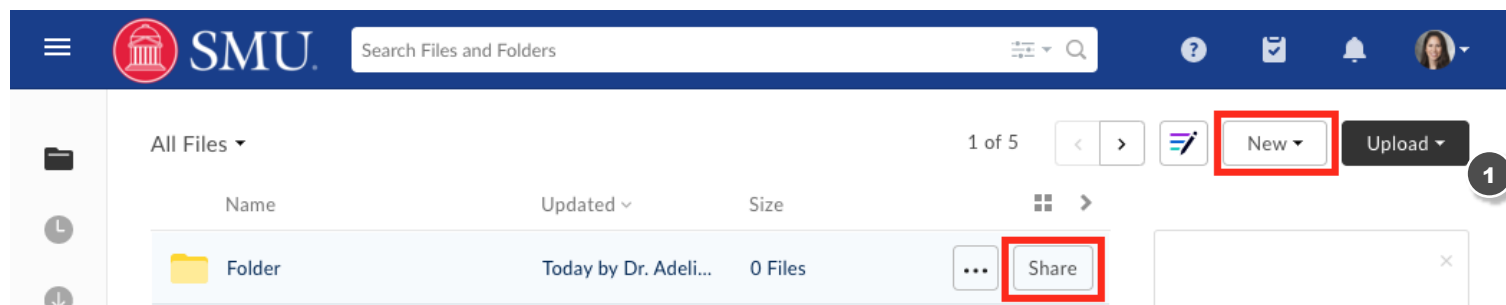 SMU.
Search Files and Folders
?
All Files
1 of 5
New
Upload
1
Name Updated Size
Folder Today by Dr. Adeli... 0 Files ... Share